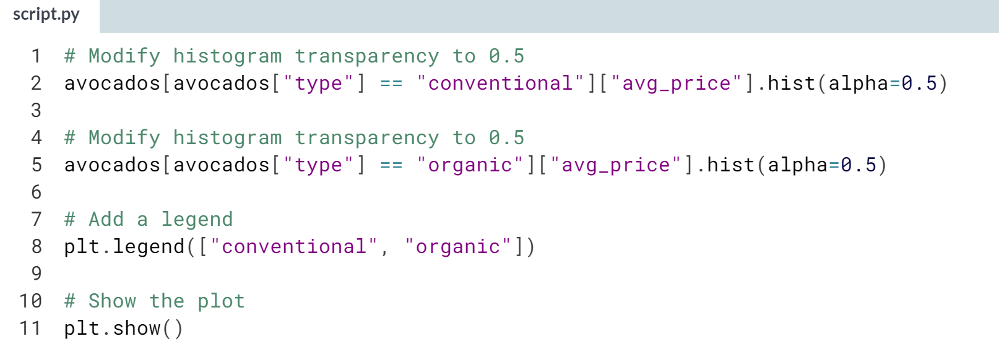 script.py
1 # Modify histogram transparency to 0.5
2 avocados[avocados["type"] == "conventional"]["avg_price"].hist(alpha=0.5)
3
4 # Modify histogram transparency to 0.5
5 avocados[avocados["type"] == "organic"]["avg_price"].hist(alpha=0.5)
6
7 # Add a legend
8 plt.legend(["conventional", "organic"])
9
10 # Show the plot
11 plt.show()